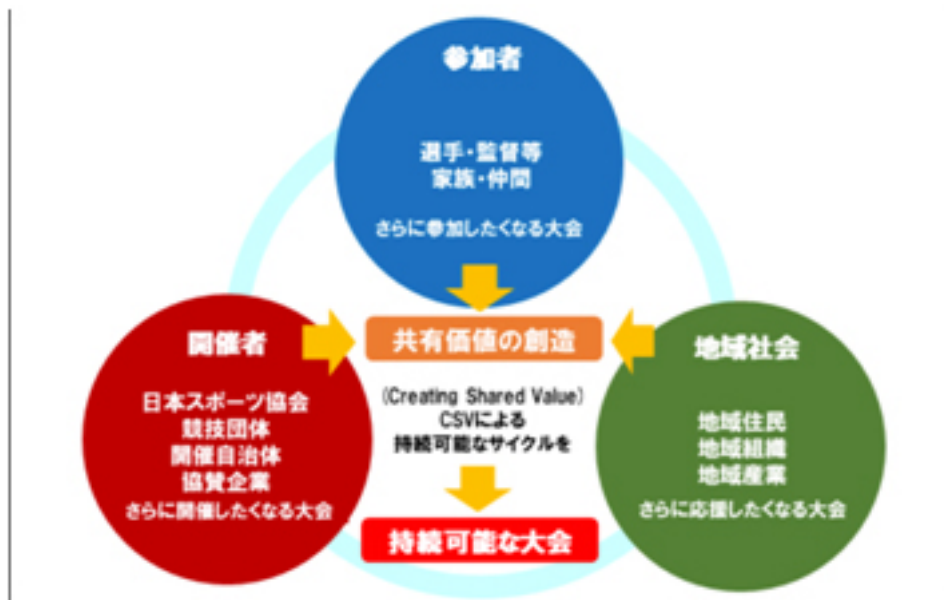 参加者
選手・監督等
家族・仲間
さらに参加したくなる大会
開催者
日本スポーツ協会
競技団体
開催自治体
協賛企業
さらに開催したくなる大会
共有価値の創造
(Creating Shared Value)
CSVによる
持続可能なサイクルを
持続可能な大会
地域社会
地域住民
地域組織
地域産業
さらに応援したくなる大会